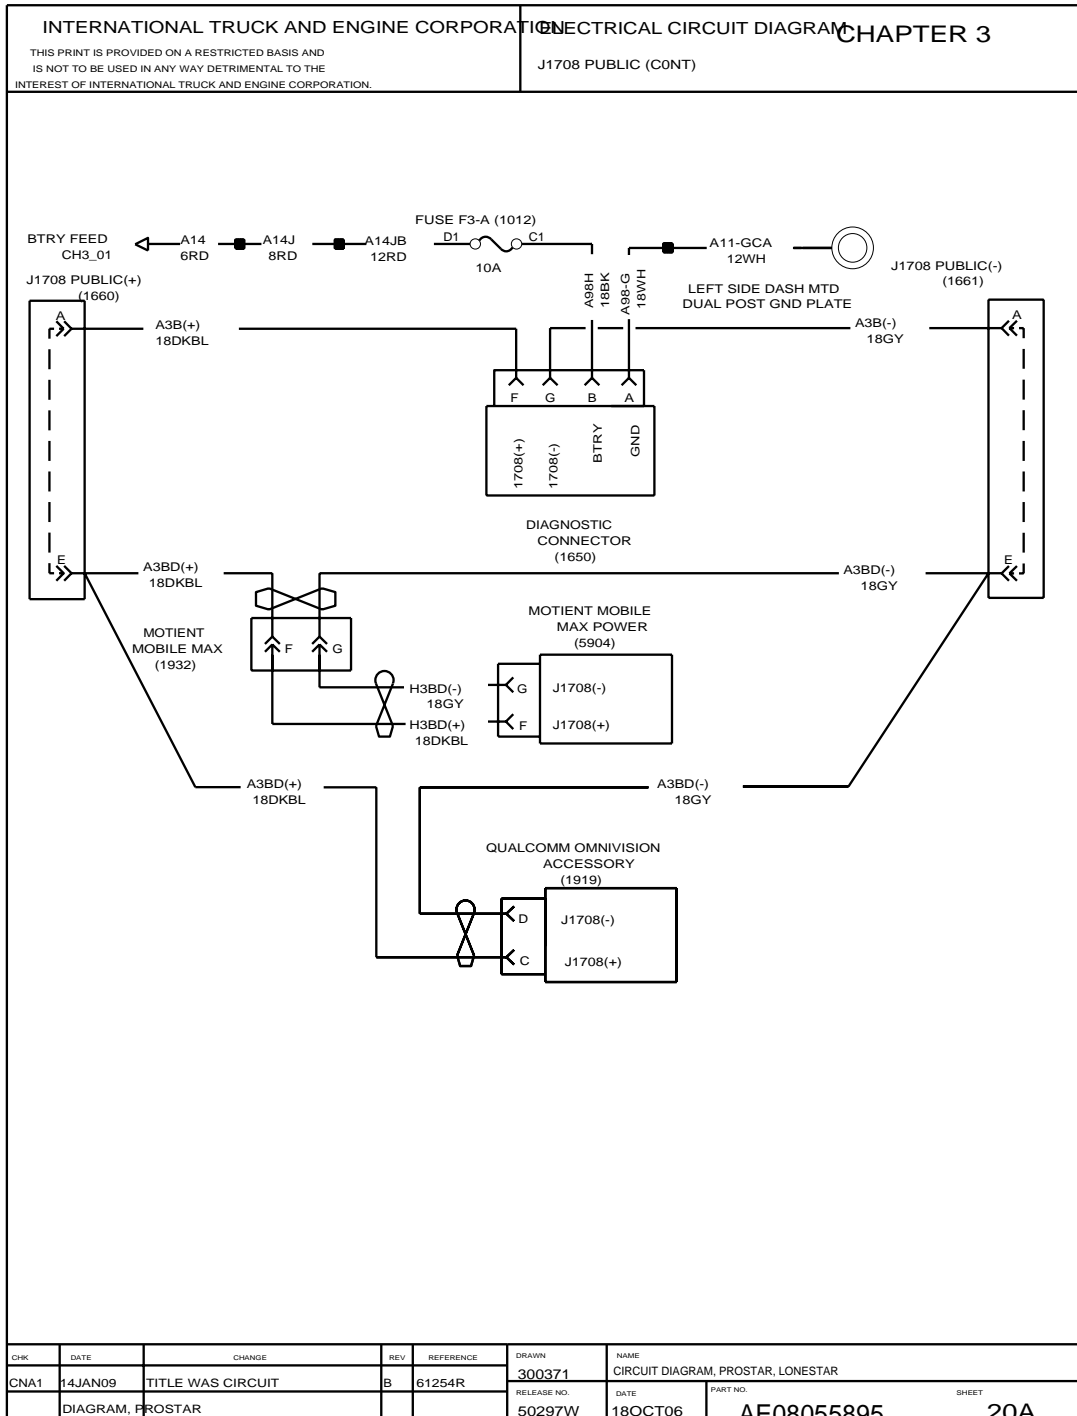 INTERNATIONAL TRUCK AND ENGINE CORPORATION
ELECTRICAL CIRCUIT DIAGRAM
CHAPTER 3
THIS PRINT IS PROVIDED ON A RESTRICTED BASIS AND
IS NOT TO BE USED IN ANY WAY DETRIMENTAL TO THE
INTEREST OF INTERNATIONAL TRUCK AND ENGINE CORPORATION.
J1708 PUBLIC (C0NT)
FUSE F3-A (1012)
BTRY FEED
CH3_01
A14
6RD
A14J
8RD
A14JB
12RD
D1
C1
10A
A98H
18BK
A98-G
18WH
A11-GCA
12WH
LEFT SIDE DASH MTD
DUAL POST GND PLATE
J1708 PUBLIC(+)
(1660)
J1708 PUBLIC(-)
(1661)
A
A3B(+)
18DKBL
A3B(-)
18GY
A
F
G
B
A
1708(+)
1708(-)
BTRY
GND
DIAGNOSTIC
CONNECTOR
(1650)
E
A3BD(+)
18DKBL
A3BD(-)
18GY
E
MOTIENT
MOBILE MAX
(1932)
F
G
MOTIENT MOBILE
MAX POWER
(5904)
H3BD(-)
18GY
G
J1708(-)
H3BD(+)
18DKBL
F
J1708(+)
A3BD(+)
18DKBL
A3BD(-)
18GY
QUALCOMM OMNIVISION
ACCESSORY
(1919)
D
J1708(-)
C
J1708(+)
CHK
DATE
CHANGE
REV
REFERENCE
DRAWN
NAME
CNA1
14JAN09
TITLE WAS CIRCUIT
B
61254R
300371
CIRCUIT DIAGRAM, PROSTAR, LONESTAR
DIAGRAM, PROSTAR
RELEASE NO.
DATE
PART NO.
SHEET
50297W
18OCT06
AE08055895
20A